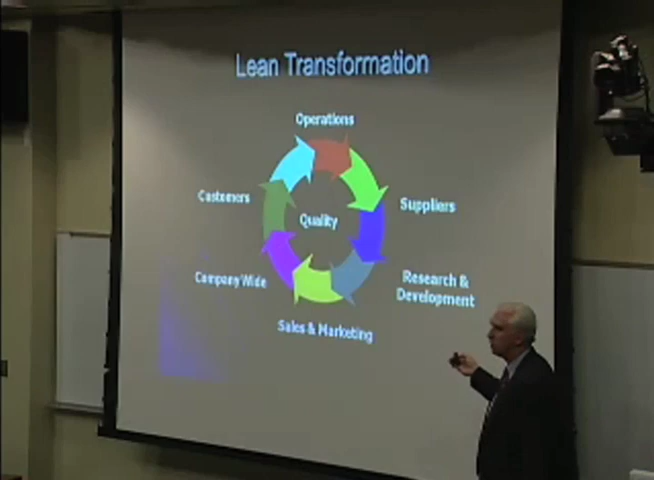 Lean Transformation
Operations
Customers
Suppliers
Quality
Company Wide
Research &
Development
Sales & Marketing